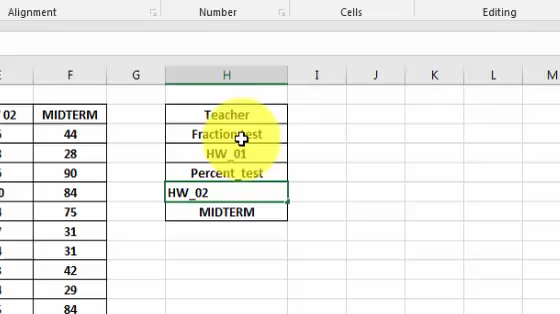 Alignment Number Cells Editing
E F G H I J K L M
02 MIDTERM Teacher
44 Fraction_test
28 HW_01
90 Percent_test
84 HW_02
75 MIDTERM
31
31
42
29
84